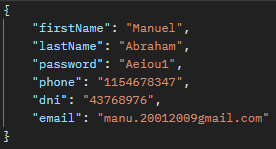 {
"firstName": "Manuel",
"lastName": "Abraham",
"password": "Aeiou1",
"phone": "1154678347",
"dni": "43768976",
"email": "manu.20012009gmail.com"
}